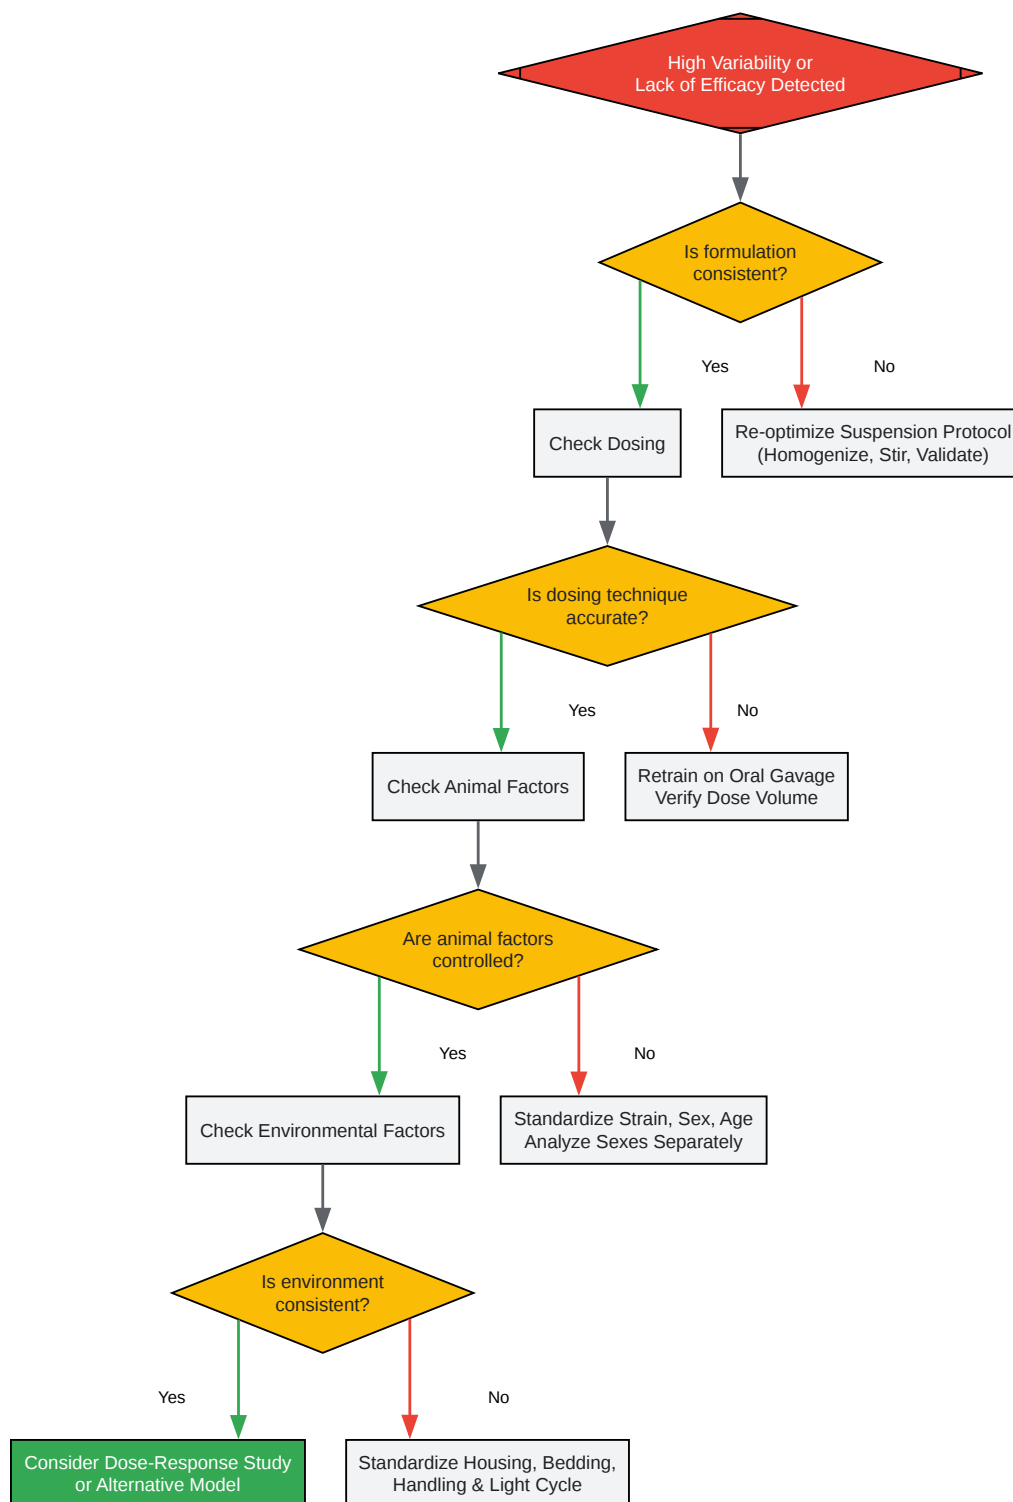 High Variability or
Lack of Efficacy Detected
Is formulation
consistent?
Yes
No
Check Dosing
Re-optimize Suspension Protocol
(Homogenize, Stir, Validate)
Is dosing technique
accurate?
Yes
No
Check Animal Factors
Retrain on Oral Gavage
Verify Dose Volume
Are animal factors
controlled?
Yes
No
Check Environmental Factors
Standardize Strain, Sex, Age
Analyze Sexes Separately
Is environment
consistent?
Yes
No
Consider Dose-Response Study
or Alternative Model
Standardize Housing, Bedding,
Handling & Light Cycle